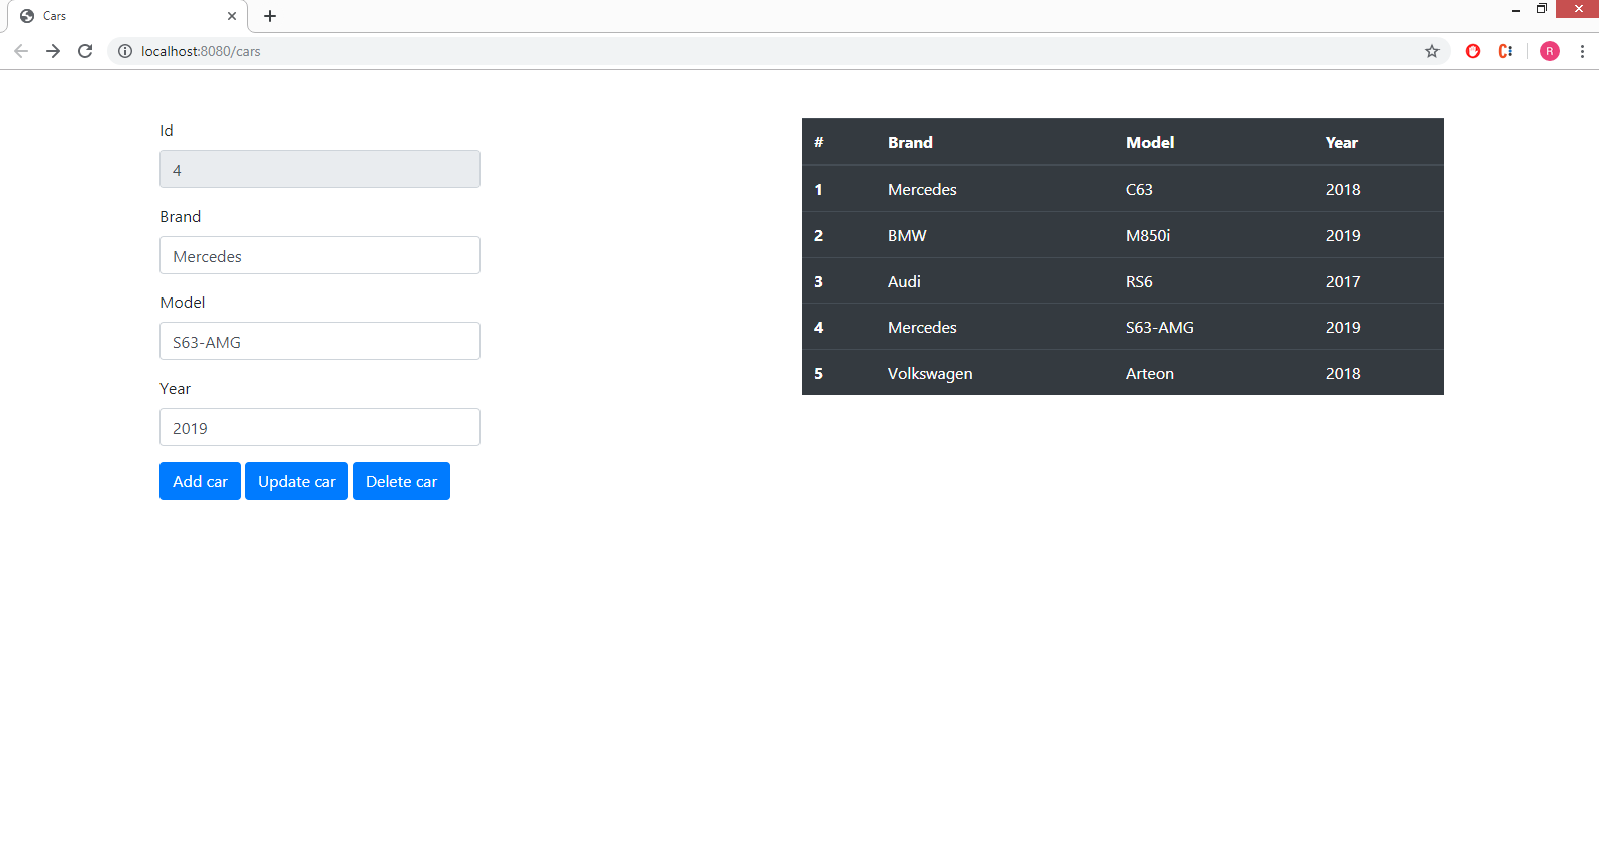 Cars
localhost:8080/cars
R
Id
4
Brand
Mercedes
Model
S63-AMG
Year
2019
Add car Update car Delete car
# Brand Model Year
1 Mercedes C63 2018
2 BMW M850i 2019
3 Audi RS6 2017
4 Mercedes S63-AMG 2019
5 Volkswagen Arteon 2018